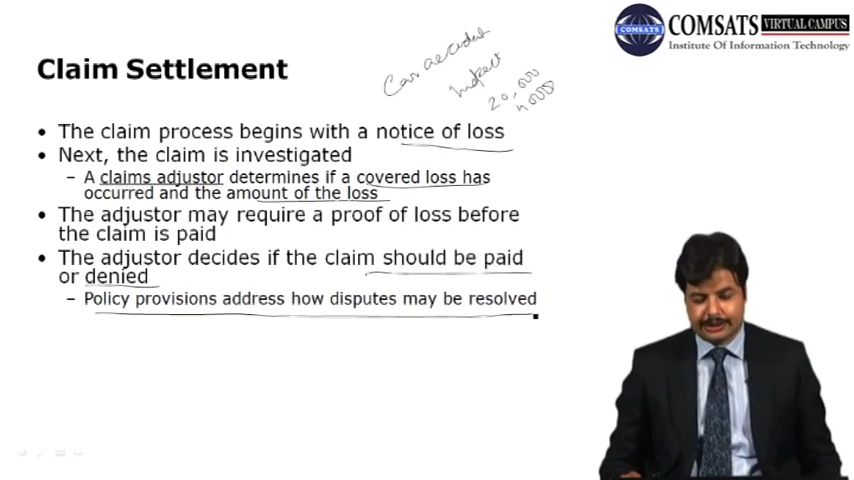 COMSATS VIRTUAL CAMPUS
Institute Of Information Technology
Claim Settlement
Car accident
20,000
• The claim process begins with a notice of loss
• Next, the claim is investigated
– A claims adjustor determines if a covered loss has
occurred and the amount of the loss
• The adjustor may require a proof of loss before
the claim is paid
• The adjustor decides if the claim should be paid
or denied
– Policy provisions address how disputes may be resolved